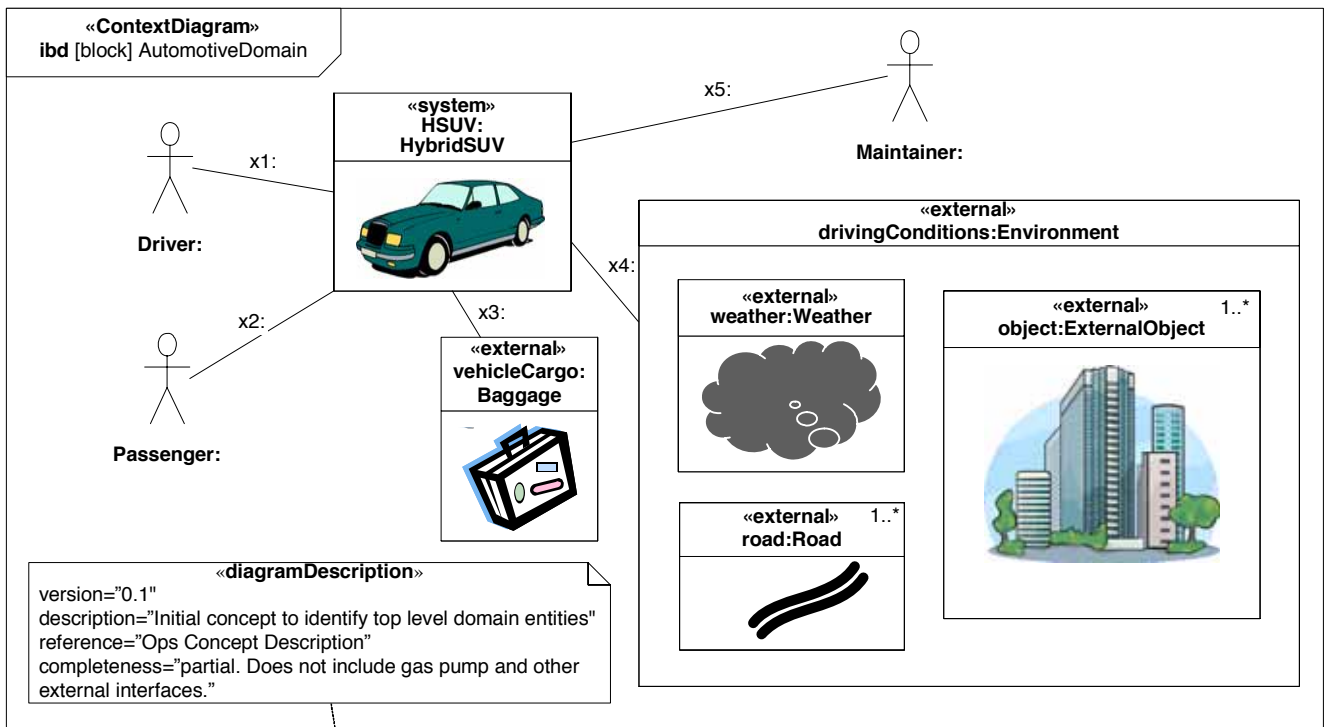 «ContextDiagram»
ibd [block] AutomotiveDomain
x5:
«system»
HSUV:
HybridSUV
x1:
Maintainer:
Driver:
«external»
drivingConditions:Environment
x4:
«external»
weather:Weather
«external» 1..*
object:ExternalObject
x2:
x3:
«external»
vehicleCargo:
Baggage
Passenger:
«external» 1..*
road:Road
«diagramDescription»
version=”0.1"
description=”Initial concept to identify top level domain entities"
reference=”Ops Concept Description”
completeness=”partial. Does not include gas pump and other
external interfaces.”